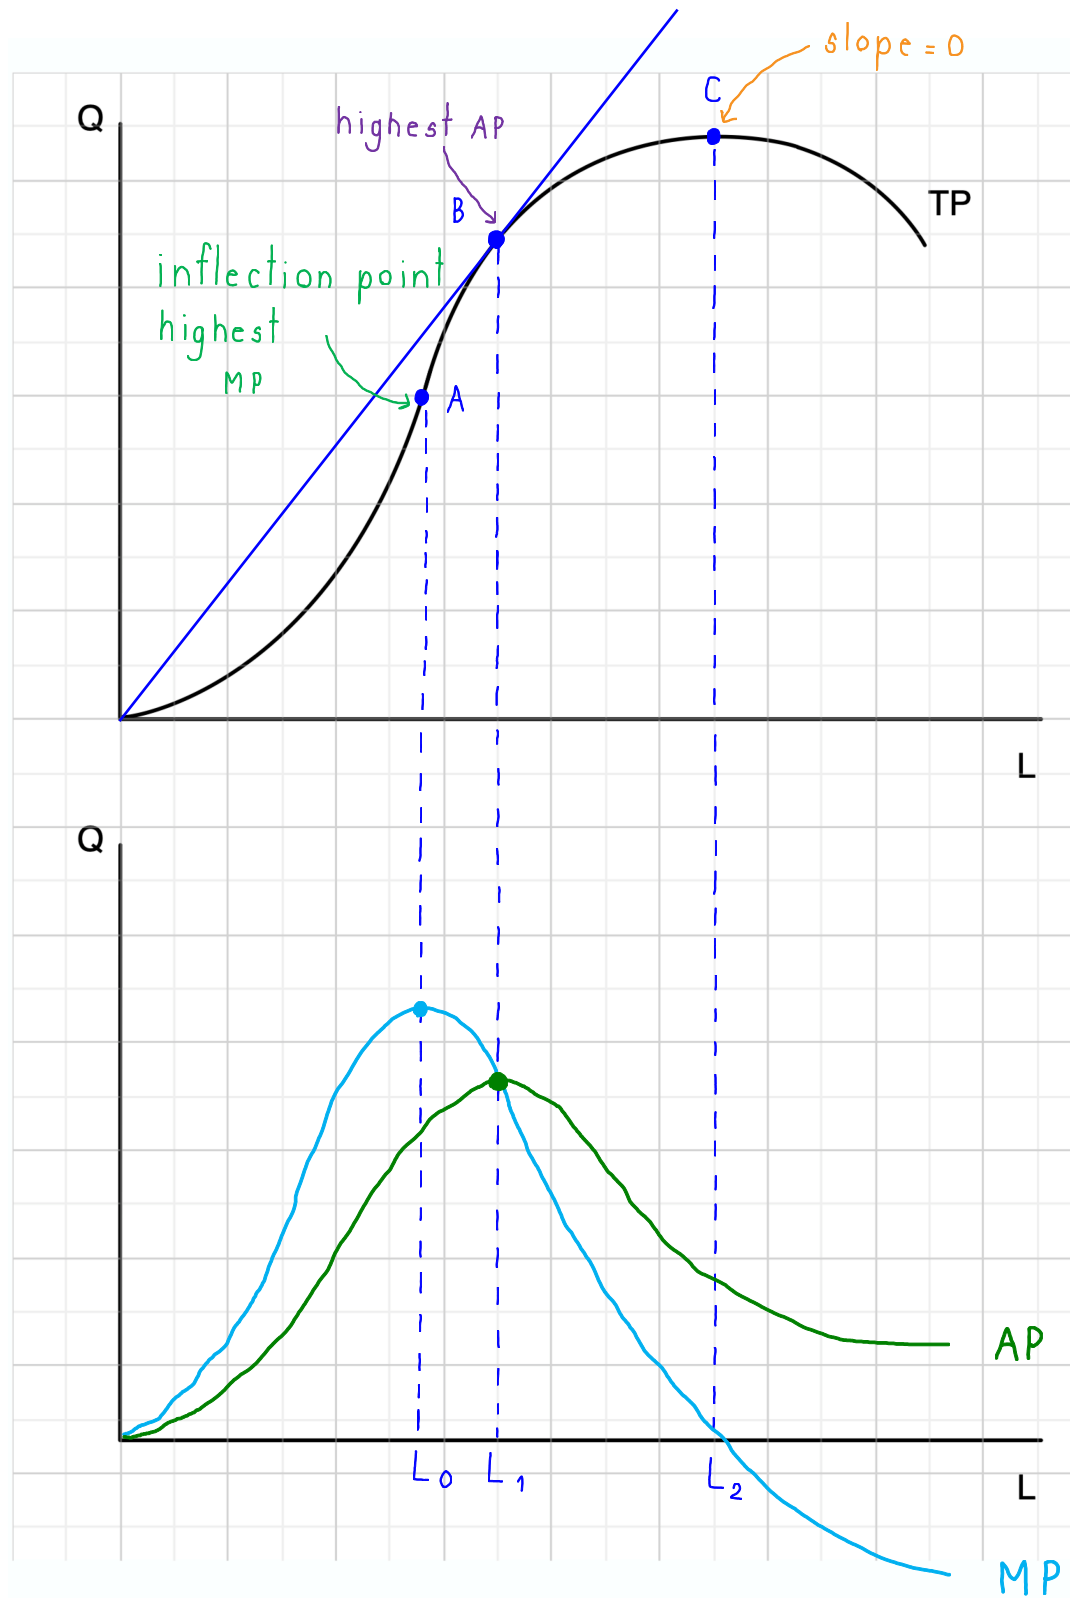 slope = 0
C
Q
highest AP
B
TP
inflection point
highest
MP
A
L
Q
AP
L0
L1
L2
L
MP